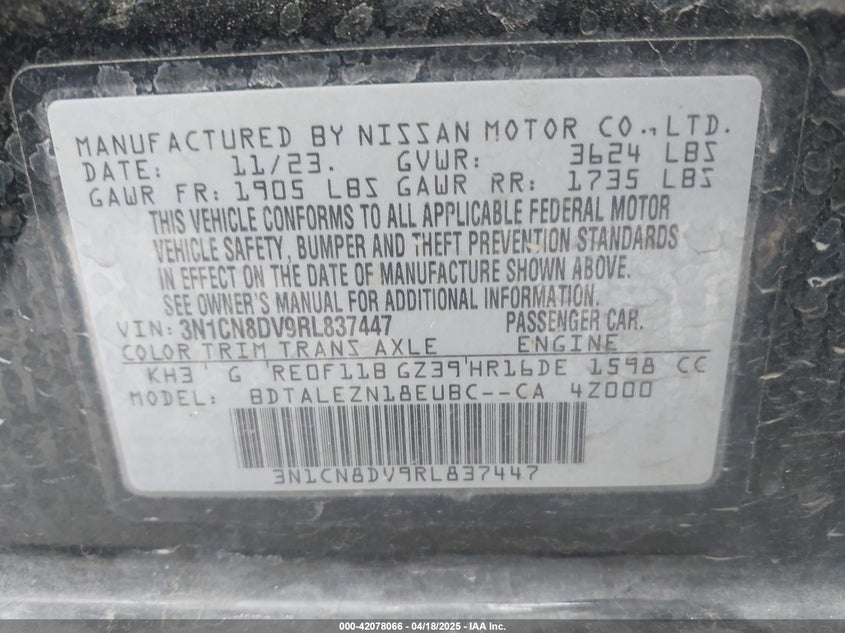 MANUFACTURED BY NISSAN MOTOR CO., LTD.
DATE: 11/23. GVWR: 3624 LBS
GAWR FR: 1905 LBS GAWR RR: 1735 LBS
THIS VEHICLE CONFORMS TO ALL APPLICABLE FEDERAL MOTOR
VEHICLE SAFETY, BUMPER AND THEFT PREVENTION STANDARDS
IN EFFECT ON THE DATE OF MANUFACTURE SHOWN ABOVE.
SEE OWNER'S MANUAL FOR ADDITIONAL INFORMATION.
VIN: 3N1CN8DV9RL837447 PASSENGER CAR.
COLOR TRIM TRANS AXLE ENGINE
KH3 G RE0F11B GZ39 HR16DE 1598 CC
MODEL: BDTALEZN18EUBC--CA 4Z000
3N1CN8DV9RL837447
000-42078066 - 04/18/2025 - IAA Inc.